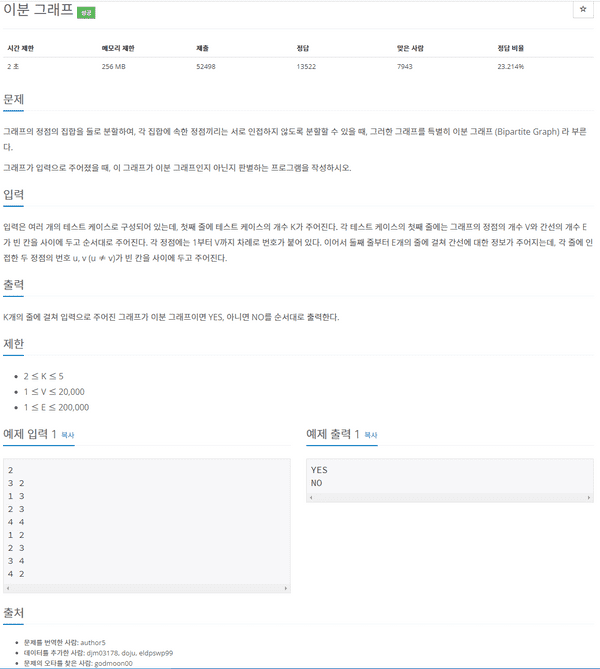 이분 그래프 성공
☆
시간 제한 메모리 제한 제출 정답 맞은 사람 정답 비율
2 초 256 MB 52498 13522 7943 23.214%
문제
그래프의 정점의 집합을 둘로 분할하여, 각 집합에 속한 정점끼리는 서로 인접하지 않도록 분할할 수 있을 때, 그러한 그래프를 특별히 이분 그래프 (Bipartite Graph) 라 부른
다.
그래프가 입력으로 주어졌을 때, 이 그래프가 이분 그래프인지 아닌지 판별하는 프로그램을 작성하시오.
입력
입력은 여러 개의 테스트 케이스로 구성되어 있는데, 첫째 줄에 테스트 케이스의 개수 K가 주어진다. 각 테스트 케이스의 첫째 줄에는 그래프의 정점의 개수 V와 간선의 개수 E
가 빈 칸을 사이에 두고 순서대로 주어진다. 각 정점에는 1부터 V까지 차례로 번호가 붙어 있다. 이어서 둘째 줄부터 E개의 줄에 걸쳐 간선에 대한 정보가 주어지는데, 각 줄에 인
접한 두 정점의 번호 u, v (u ≠ v)가 빈 칸을 사이에 두고 주어진다.
출력
K개의 줄에 걸쳐 입력으로 주어진 그래프가 이분 그래프이면 YES, 아니면 NO를 순서대로 출력한다.
제한
• 2 ≤ K ≤ 5
• 1 ≤ V ≤ 20,000
• 1 ≤ E ≤ 200,000
예제 입력 1 복사
2
3 2
1 3
2 3
4 4
1 2
2 3
3 4
4 2
예제 출력 1 복사
YES
NO
출처
• 문제를 번역한 사람: author5
• 데이터를 추가한 사람: djm03178, doju, eldpswp99
• 문제의 오타를 찾은 사람: godmoon00